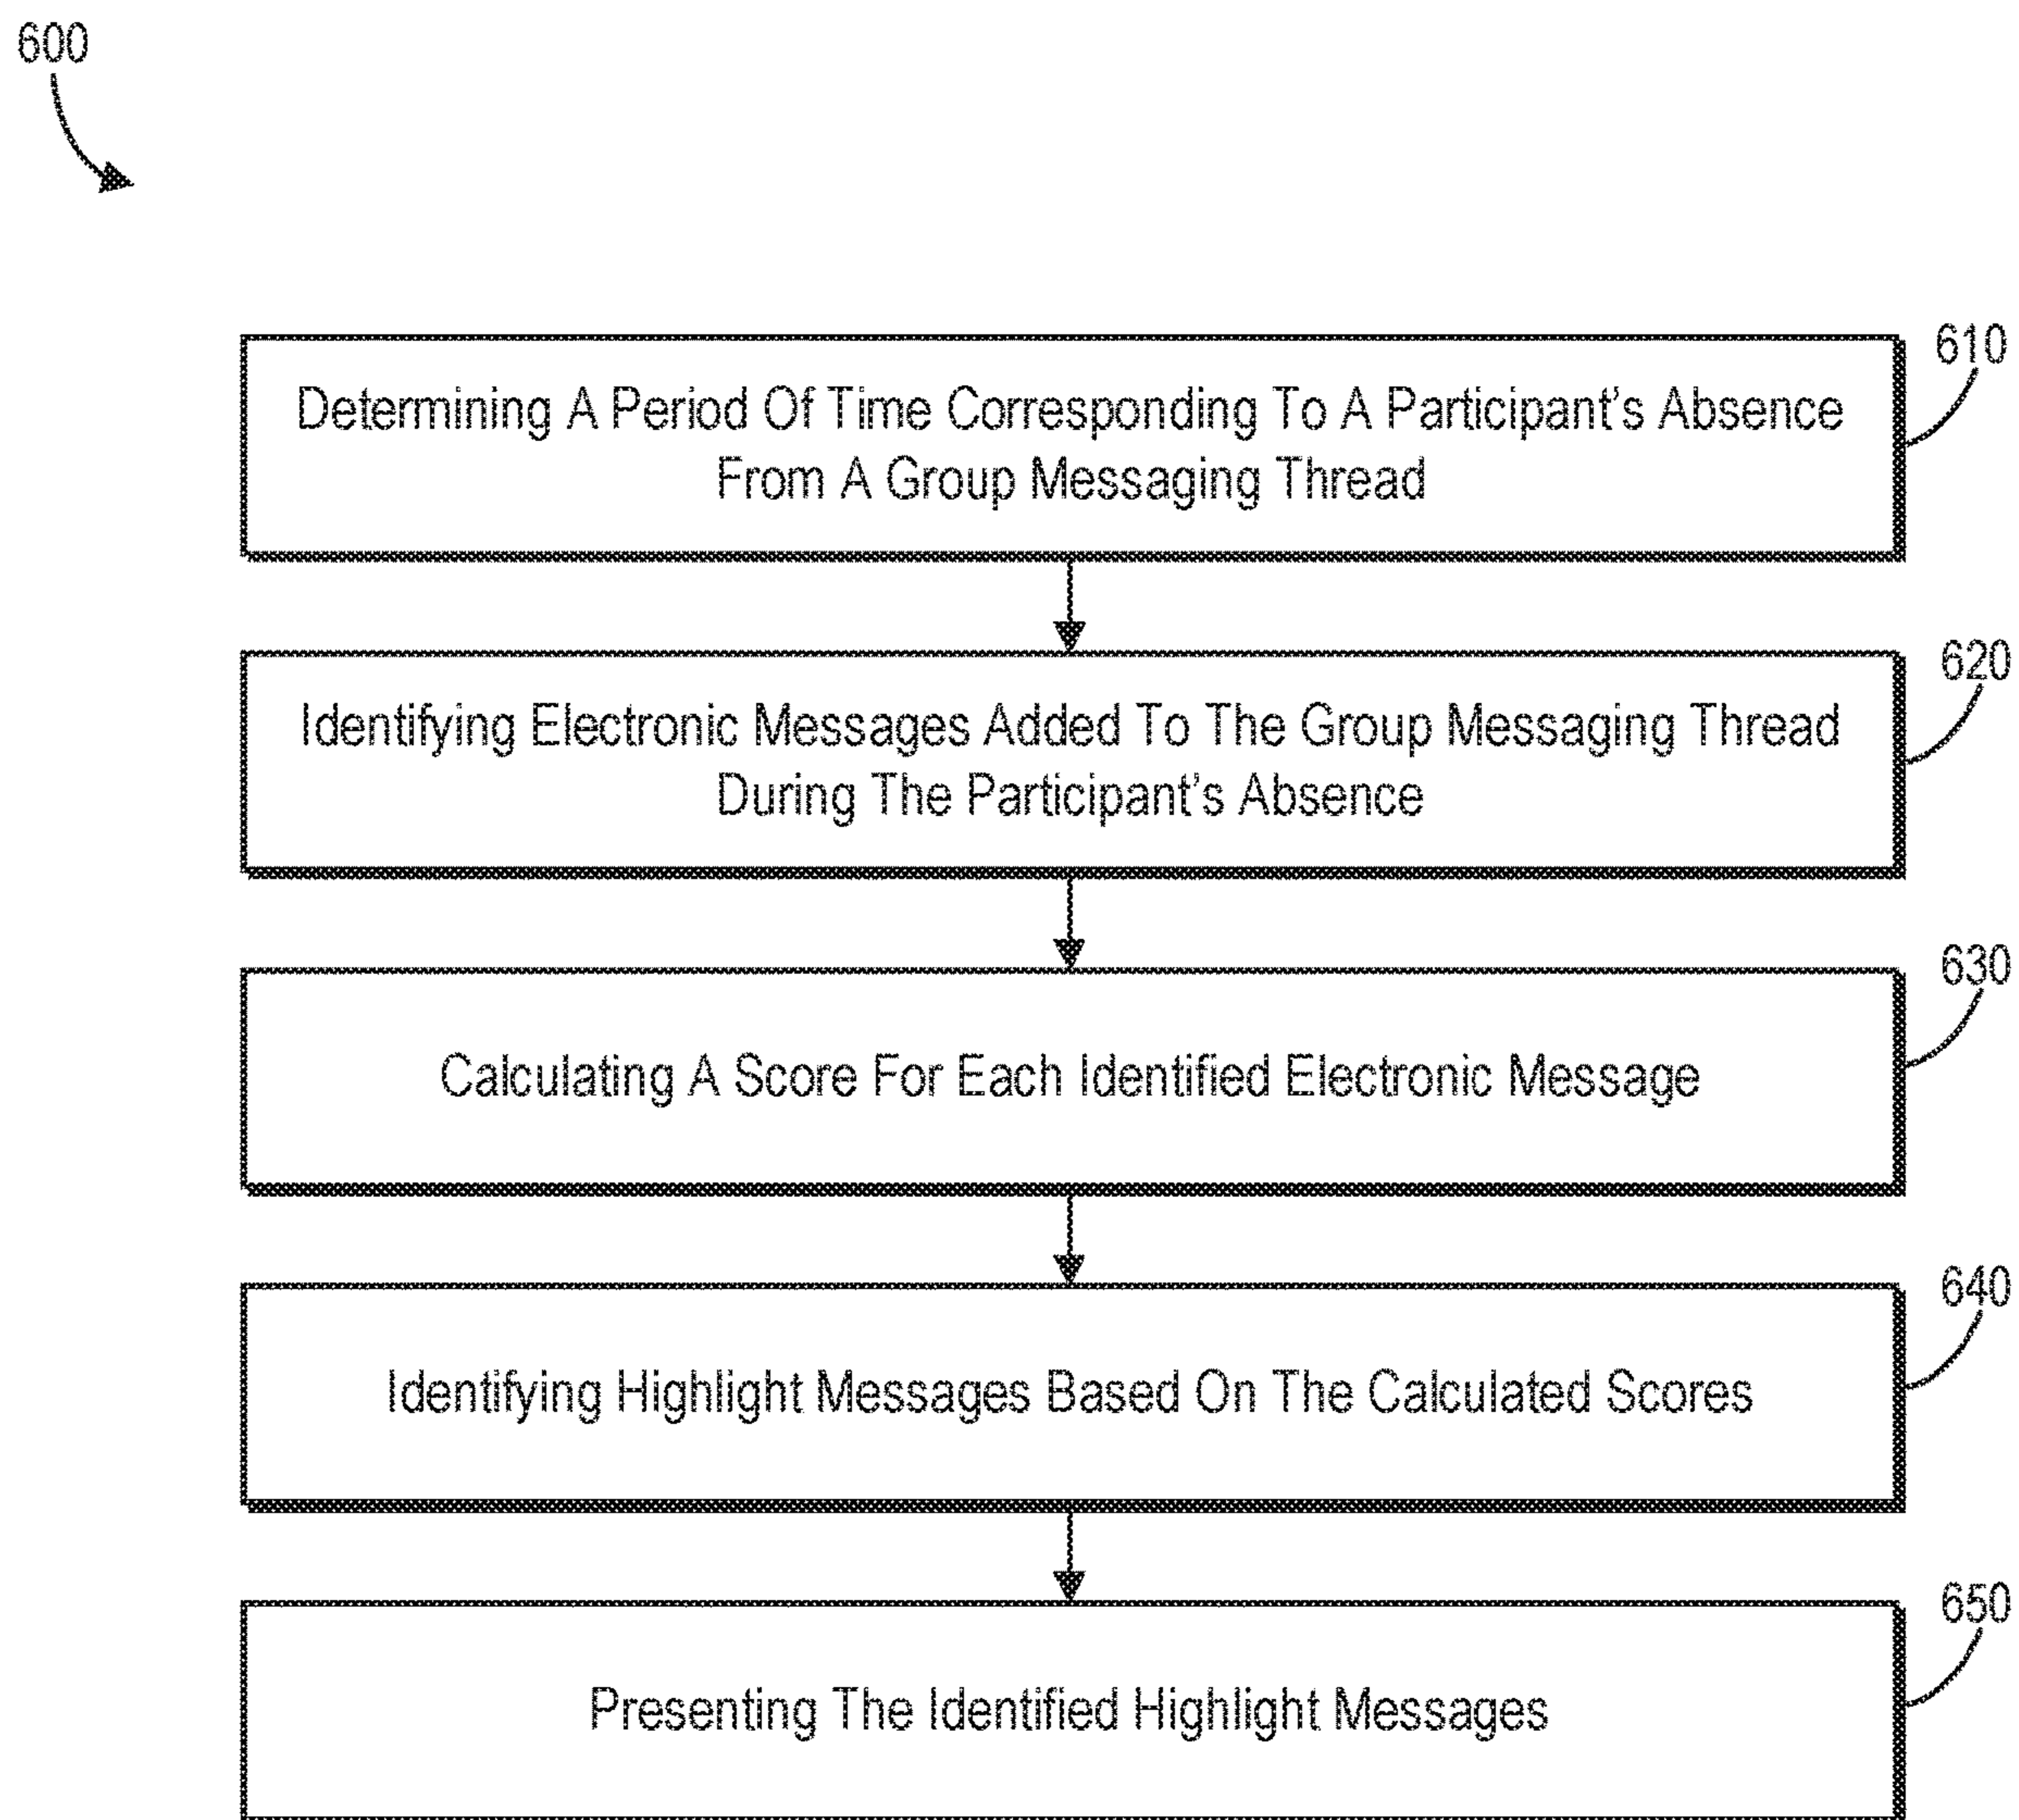 600
610
Determining A Period Of Time Corresponding To A Participant's Absence
From A Group Messaging Thread
620
Identifying Electronic Messages Added To The Group Messaging Thread
During The Participant's Absence
630
Calculating A Score For Each Identified Electronic Message
640
Identifying Highlight Messages Based On The Calculated Scores
650
Presenting The Identified Highlight Messages